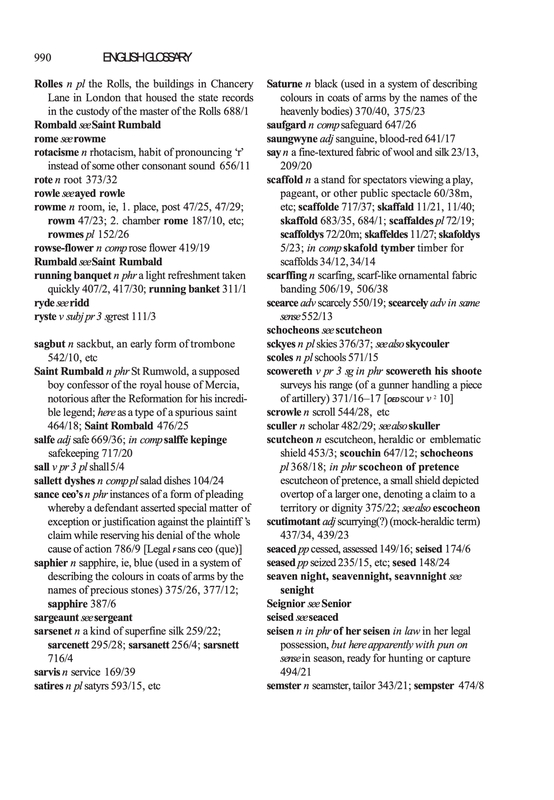 990 ENGLISH GLOSSARY
Rolles n pl the Rolls, the buildings in Chancery
Lane in London that housed the state records
in the custody of the master of the Rolls 688/1
Rombald see Saint Rumbald
rome see rowme
rotacisme n rhotacism, habit of pronouncing ‘r’
instead of some other consonant sound 656/11
rote n root 373/32
rowle see ayed rowle
rowme n room, ie, 1. place, post 47/25, 47/29;
rowm 47/23; 2. chamber rome 187/10, etc;
rowmes pl 152/26
rowse-flower n comp rose flower 419/19
Rumbald see Saint Rumbald
running banquet n phr a light refreshment taken
quickly 407/2, 417/30; running banket 311/1
ryde see ridd
ryste v subj pr 3 sg rest 111/3
sagbut n sackbut, an early form of trombone
542/10, etc
Saint Rumbald n phr St Rumwold, a supposed
boy confessor of the royal house of Mercia,
notorious after the Reformation for his incredi-
ble legend; here as a type of a spurious saint
464/18; Saint Rombald 476/25
salfe adj safe 669/36; in comp salffe kepinge
safekeeping 717/20
sall v pr 3 pl shall 5/4
sallett dyshes n comp pl salad dishes 104/24
sance ceo’s n phr instances of a form of pleading
whereby a defendant asserted special matter of
exception or justification against the plaintiff ’s
claim while reserving his denial of the whole
cause of action 786/9 [Legal F sans ceo (que)]
saphier n sapphire, ie, blue (used in a system of
describing the colours in coats of arms by the
names of precious stones) 375/26, 377/12;
sapphire 387/6
sargeaunt see sergeant
sarsenet n a kind of superfine silk 259/22;
sarcenett 295/28; sarsanett 256/4; sarsnett
716/4
sarvis n service 169/39
satires n pl satyrs 593/15, etc
Saturne n black (used in a system of describing
colours in coats of arms by the names of the
heavenly bodies) 370/40, 375/23
saufgard n comp safeguard 647/26
saungwyne adj sanguine, blood-red 641/17
say n a fine-textured fabric of wool and silk 23/13,
209/20
scaffold n a stand for spectators viewing a play,
pageant, or other public spectacle 60/38m,
etc; scaffolde 717/37; skaffald 11/21, 11/40;
skaffold 683/35, 684/1; scaffaldes pl 72/19;
scaffoldys 72/20m; skaffeldes 11/27; skafoldys
5/23; in comp skafold tymber timber for
scaffolds 34/12, 34/14
scarffing n scarfing, scarf-like ornamental fabric
banding 506/19, 506/38
scearce adv scarcely 550/19; scearcely adv in same
sense 552/13
schocheons see scutcheon
sckyes n pl skies 376/37; see also skycouler
scoles n pl schools 571/15
scowereth v pr 3 sg in phr scowereth his shoote
surveys his range (of a gunner handling a piece
of artillery) 371/16–17 [OED scour v ² 10]
scrowle n scroll 544/28, etc
sculler n scholar 482/29; see also skuller
scutcheon n escutcheon, heraldic or emblematic
shield 453/3; scouchin 647/12; schocheons
pl 368/18; in phr scocheon of pretence
escutcheon of pretence, a small shield depicted
overtop of a larger one, denoting a claim to a
territory or dignity 375/22; see also escocheon
scutimotant adj scurrying(?) (mock-heraldic term)
437/34, 439/23
seaced pp cessed, assessed 149/16; seised 174/6
seased pp seized 235/15, etc; sesed 148/24
seaven night, seavennight, seavnnight see
senight
Seignior see Senior
seised see seaced
seisen n in phr of her seisen in law in her legal
possession, but here apparently with pun on
sense in season, ready for hunting or capture
494/21
semster n seamster, tailor 343/21; sempster 474/8